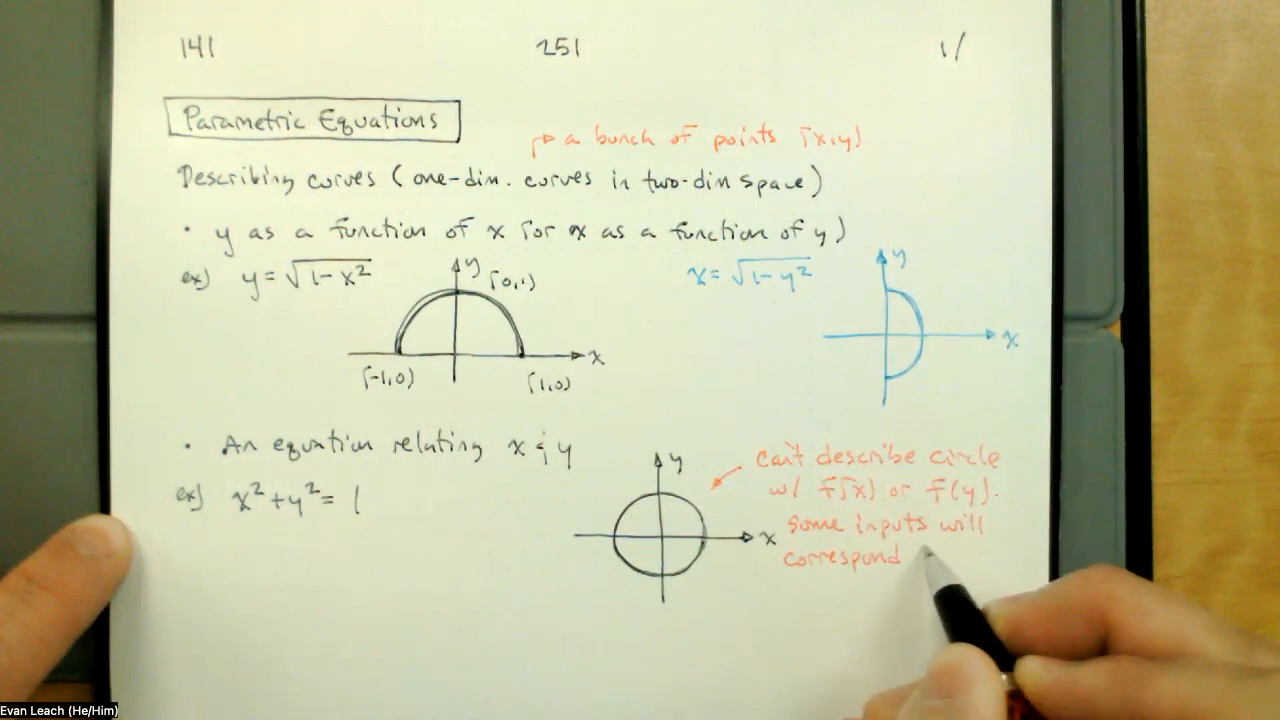 141 251 1/
Parametric Equations
a bunch of points (x,y)
Describing curves (one-dim. curves in two-dim space)
• y as a function of x (or x as a function of y)
ex) y = √1-x² y (0,1) x = √1-y² y
x x
(-1,0) (1,0)
• An equation relating x & y
y can't describe circle
ex) x² + y² = 1 w/ f(x) or f(y).
some inputs will
x
correspond
Evan Leach (He/Him)